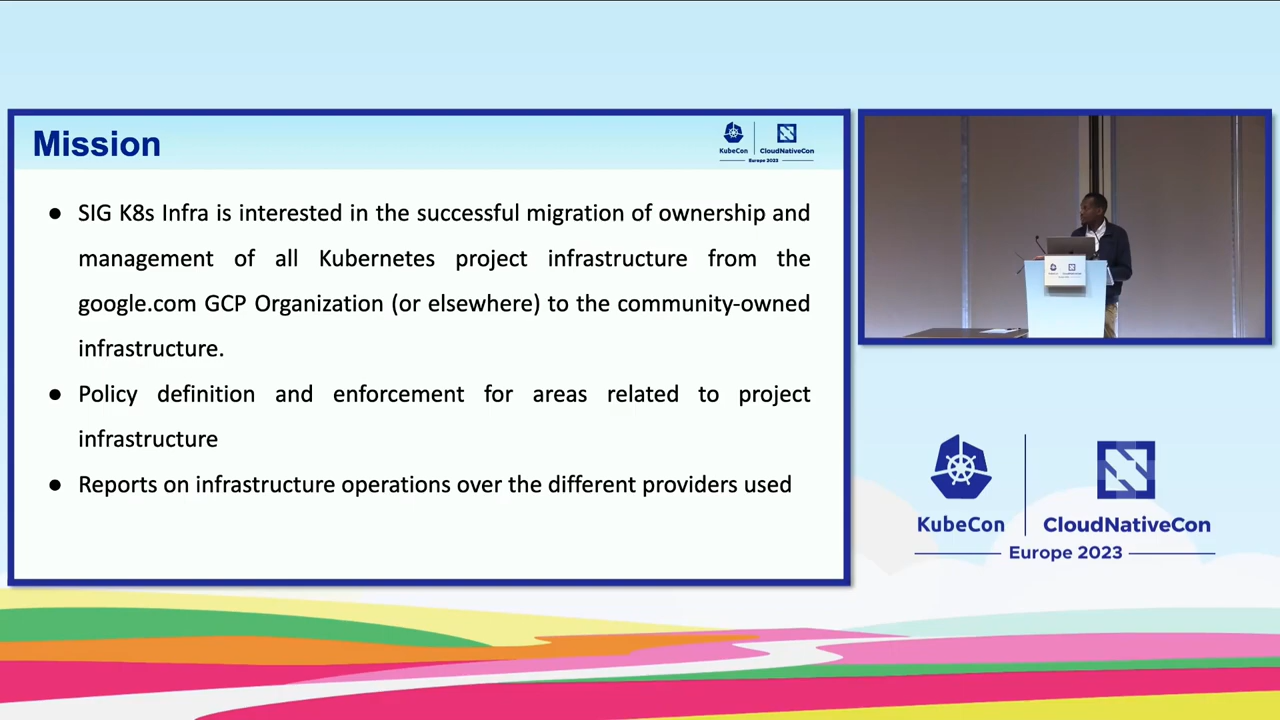 Mission
KubeCon
CloudNativeCon
Europe 2023
● SIG K8s Infra is interested in the successful migration of ownership and
management of all Kubernetes project infrastructure from the
google.com GCP Organization (or elsewhere) to the community-owned
infrastructure.
● Policy definition and enforcement for areas related to project
infrastructure
● Reports on infrastructure operations over the different providers used
KubeCon
CloudNativeCon
Europe 2023